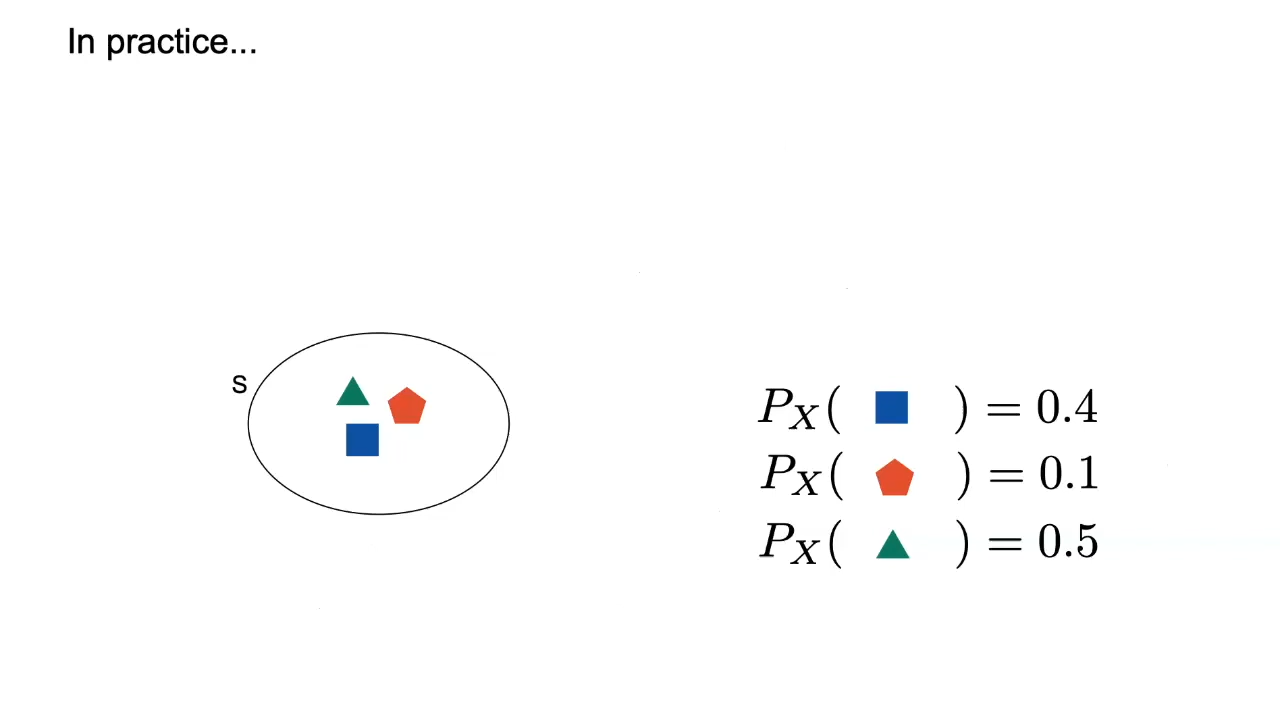 In practice...
S
P_X( ) = 0.4
P_X( ) = 0.1
P_X( ) = 0.5